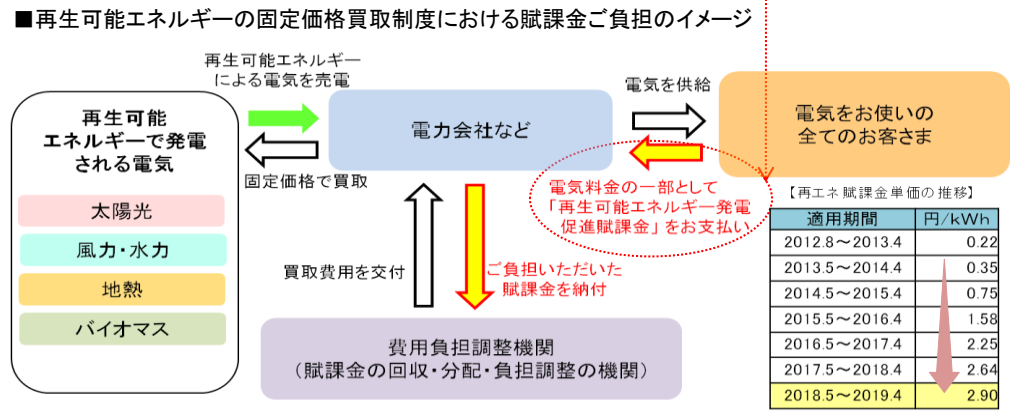 ■再生可能エネルギーの固定価格買取制度における賦課金ご負担のイメージ
再生可能エネルギー
による電気を売電
再生可能
エネルギーで発電
される電気
太陽光
風力・水力
地熱
バイオマス
固定価格で買取
電力会社など
電気を供給
電気をお使いの
全てのお客さま
電気料金の一部として
「再生可能エネルギー発電
促進賦課金」をお支払い
買取費用を交付
ご負担いただいた
賦課金を納付
費用負担調整機関
（賦課金の回収・分配・負担調整の機関）
【再エネ賦課金単価の推移】
適用期間 円/kWh
2012.8～2013.4 0.22
2013.5～2014.4 0.35
2014.5～2015.4 0.75
2015.5～2016.4 1.58
2016.5～2017.4 2.25
2017.5～2018.4 2.64
2018.5～2019.4 2.90